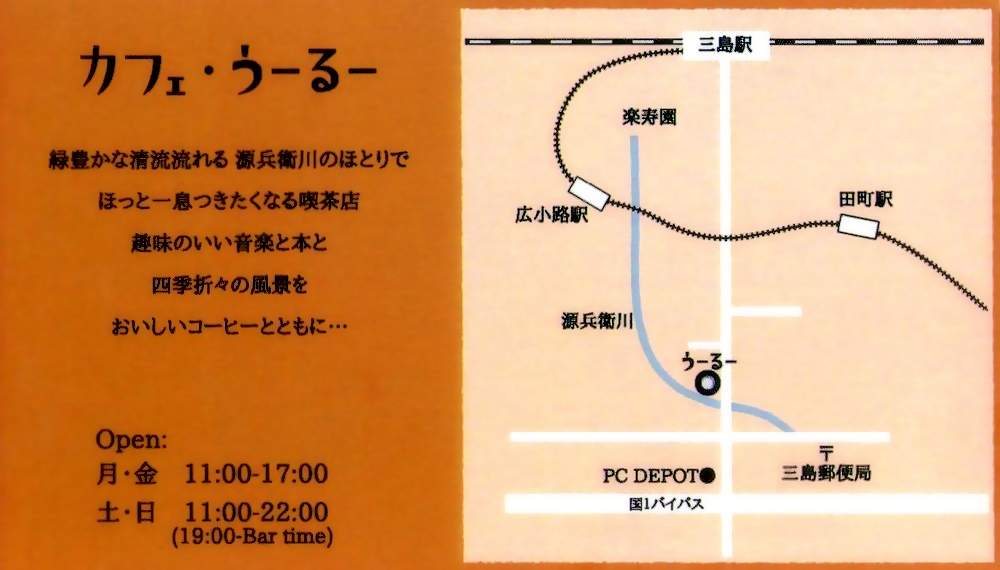 カフェ・うーるー
緑豊かな清流流れる 源兵衛川のほとりで
ほっと一息つきたくなる喫茶店
趣味のいい音楽と本と
四季折々の風景を
おいしいコーヒーとともに…
Open:
月・金 11:00-17:00
土・日 11:00-22:00
(19:00-Bar time)
三島駅
楽寿園
広小路駅
田町駅
源兵衛川
うーるー
〒
PC DEPOT
三島郵便局
国1バイパス